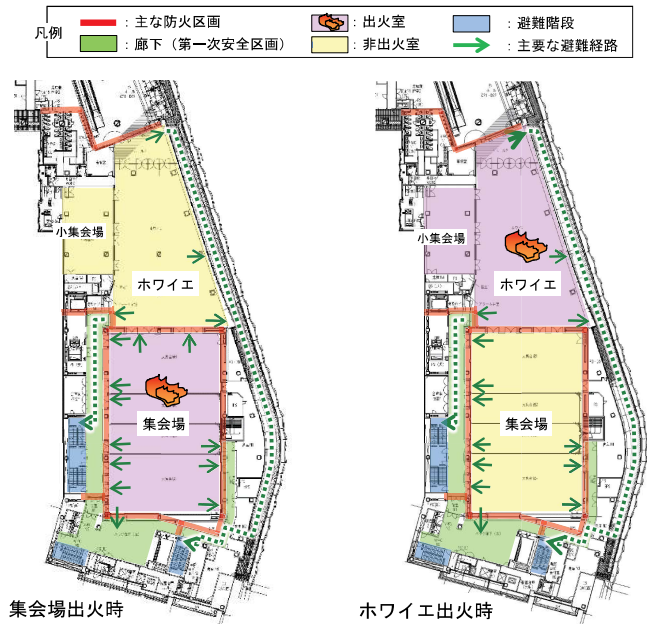 凡例
：主な防火区画
：出火室
：避難階段
：廊下（第一次安全区画）
：非出火室
：主要な避難経路
小集会場
ホワイエ
集会場
小集会場
ホワイエ
集会場
集会場出火時
ホワイエ出火時